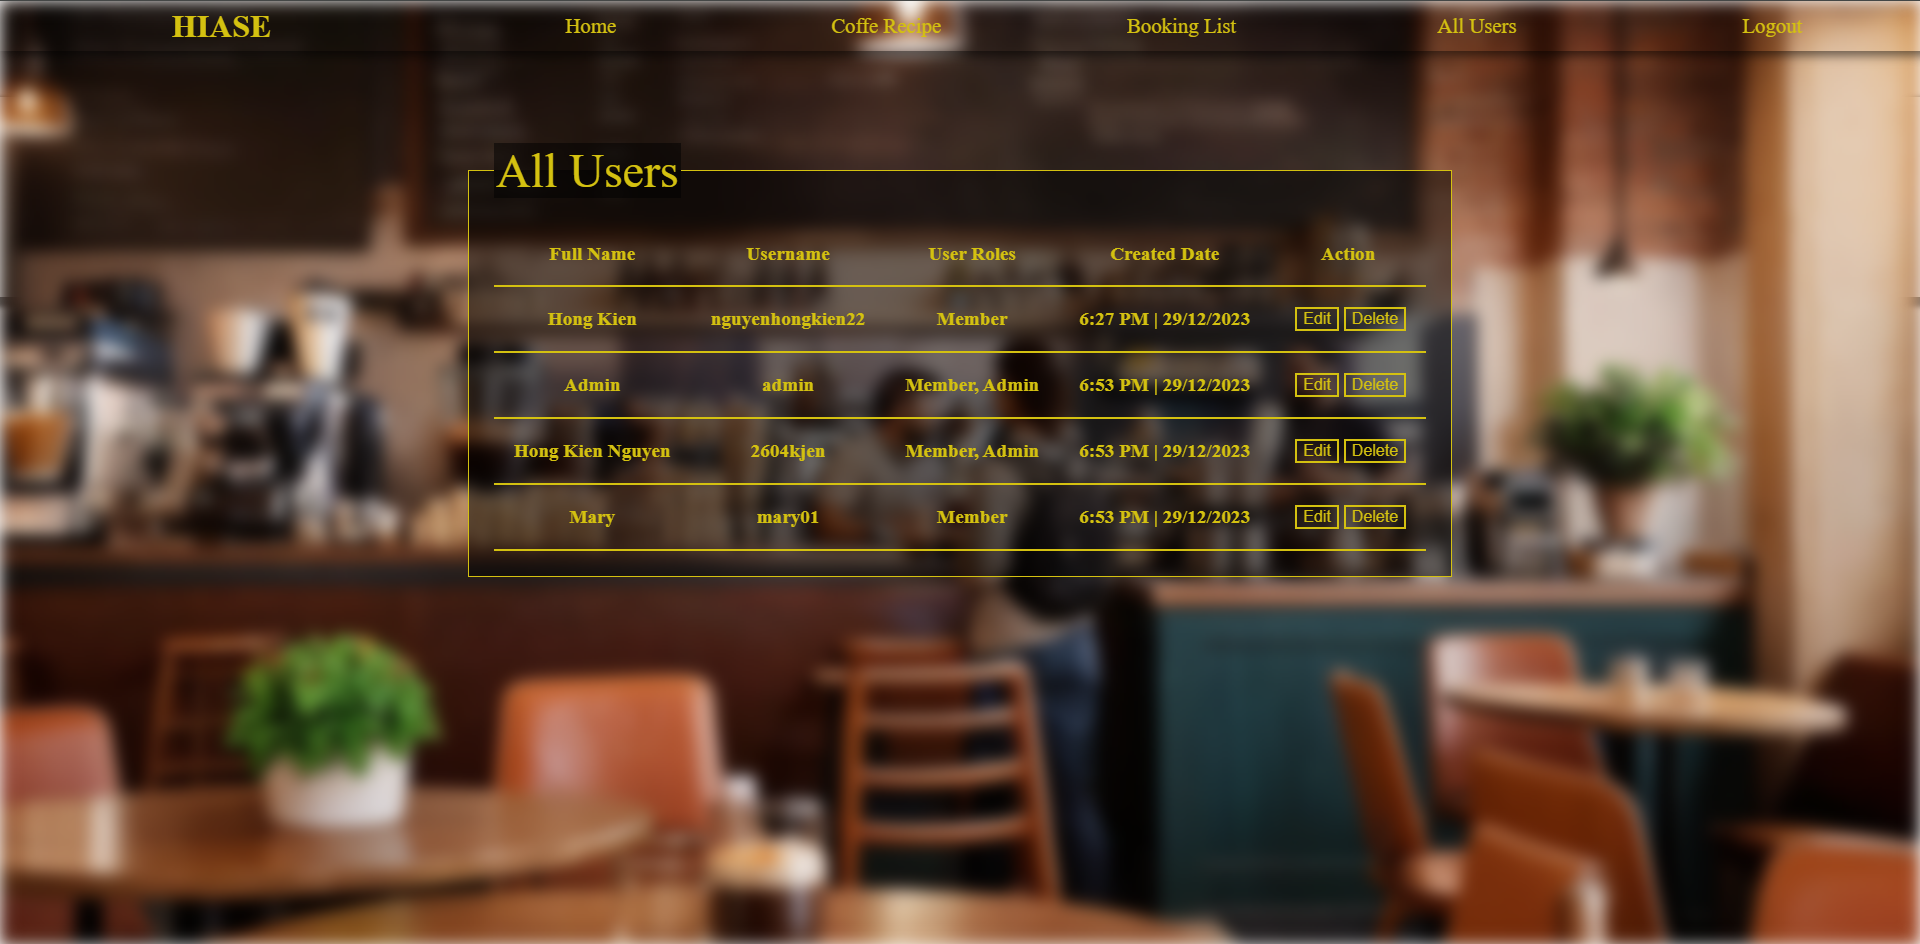 HIASE Home Coffe Recipe Booking List All Users Logout
All Users
Full Name Username User Roles Created Date Action
Hong Kien nguyenhongkien22 Member 6:27 PM | 29/12/2023 Edit Delete
Admin admin Member, Admin 6:53 PM | 29/12/2023 Edit Delete
Hong Kien Nguyen 2604kjen Member, Admin 6:53 PM | 29/12/2023 Edit Delete
Mary mary01 Member 6:53 PM | 29/12/2023 Edit Delete